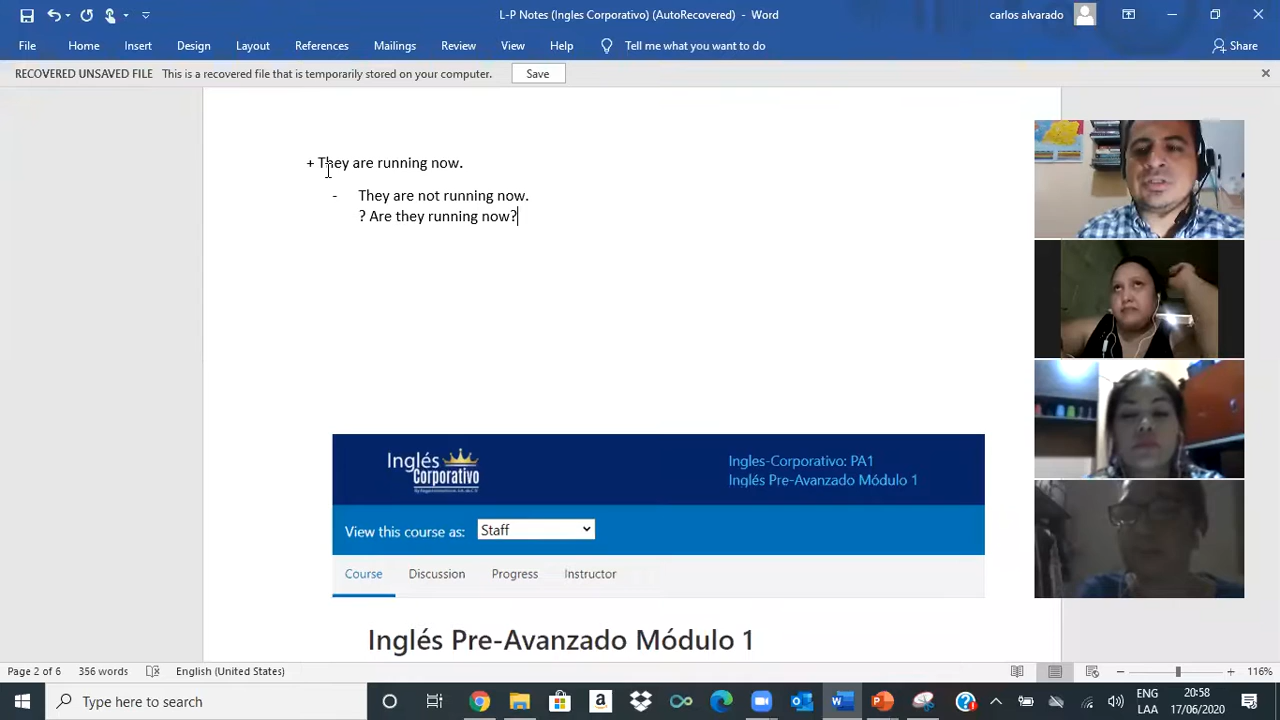 L-P Notes (Ingles Corporativo) (AutoRecovered) - Word
carlos alvarado
File Home Insert Design Layout References Mailings Review View Help Tell me what you want to do Share
RECOVERED UNSAVED FILE This is a recovered file that is temporarily stored on your computer. Save
+ They are running now.
- They are not running now.
? Are they running now?
Inglés
Corporativo
Ingles-Corporativo: PA1
Inglés Pre-Avanzado Módulo 1
View this course as: Staff
Course Discussion Progress Instructor
Inglés Pre-Avanzado Módulo 1
Page 2 of 6 356 words English (United States) 116%
Type here to search
ENG
LAA
20:58
17/06/2020